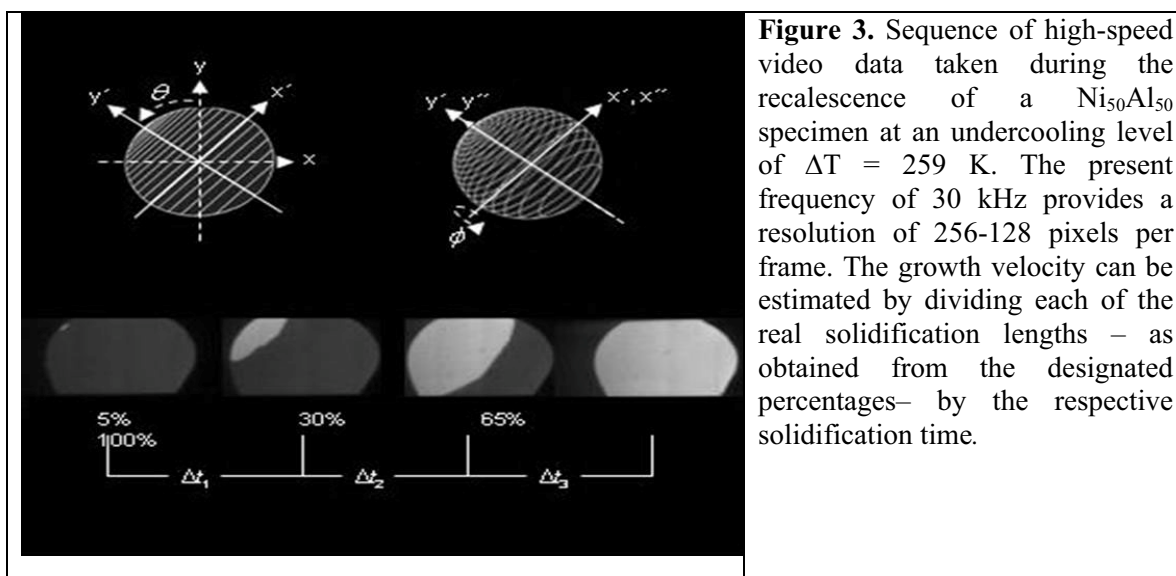 y
y´
θ
x´
x
y´ y´´
x´, x´´
ϕ
5% 30% 65%
100%
Δt₁ Δt₂ Δt₃
Figure 3. Sequence of high-speed
video data taken during the
recalescence of a Ni₅₀Al₅₀
specimen at an undercooling level
of ΔT = 259 K. The present
frequency of 30 kHz provides a
resolution of 256-128 pixels per
frame. The growth velocity can be
estimated by dividing each of the
real solidification lengths – as
obtained from the designated
percentages– by the respective
solidification time.